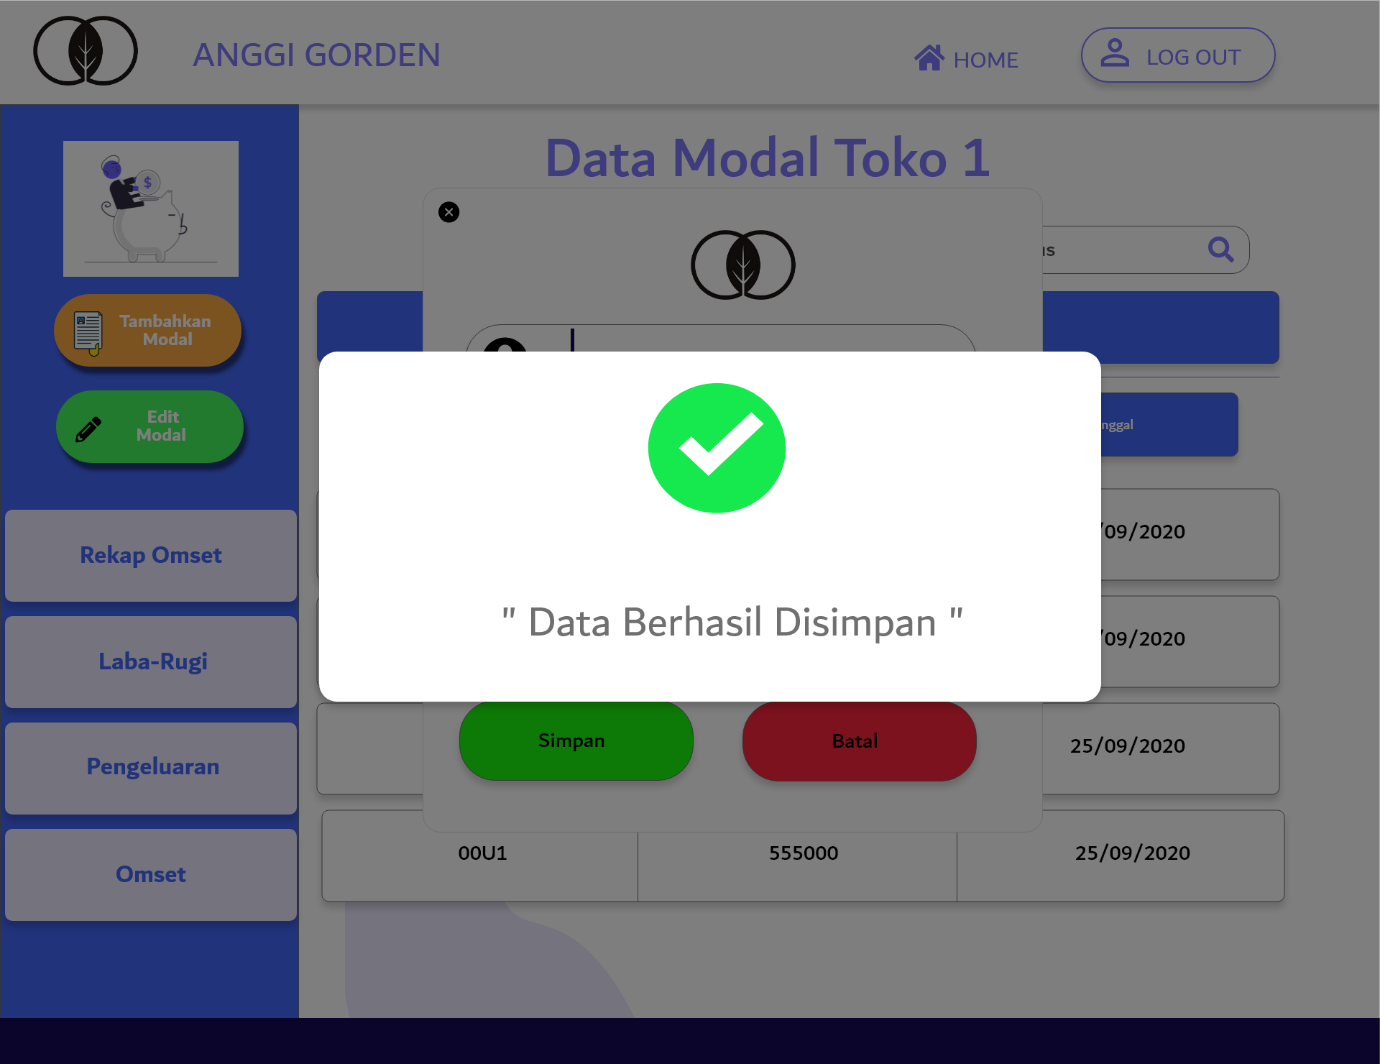 ANGGI GORDEN
HOME
LOG OUT
Data Modal Toko 1
$
Tambahkan
Modal
Edit
Modal
Rekap Omset
Laba-Rugi
Pengeluaran
Omset
" Data Berhasil Disimpan "
/09/2020
/09/2020
25/09/2020
Simpan
Batal
00U1
555000
25/09/2020